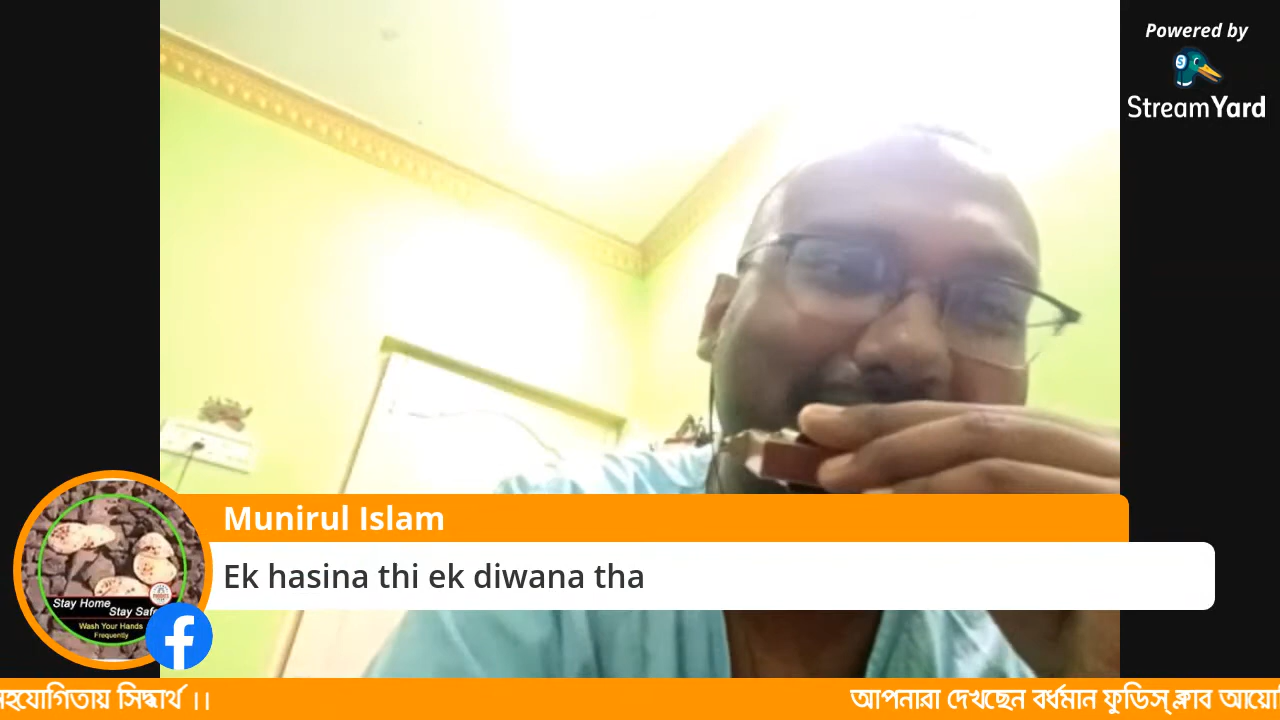 Powered by
StreamYard
Munirul Islam
Ek hasina thi ek diwana tha
Stay Home
Stay Safe
Wash Your Hands
Frequently
সহযোগিতায় সিদ্ধার্থ ।।
আপনারা দেখছেন বর্ধমান ফুডিস্ ক্লাব